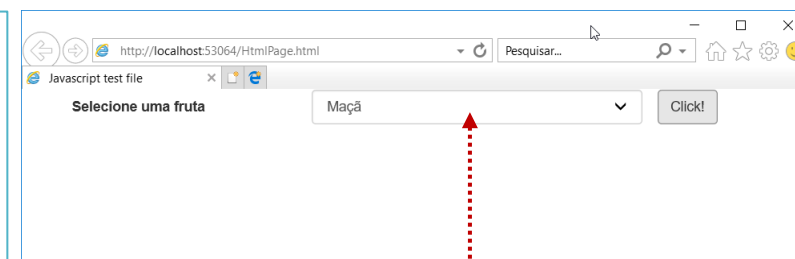 http://localhost:53064/HtmlPage.html
Pesquisar...
Javascript test file
Selecione uma fruta
Maçã
Click!